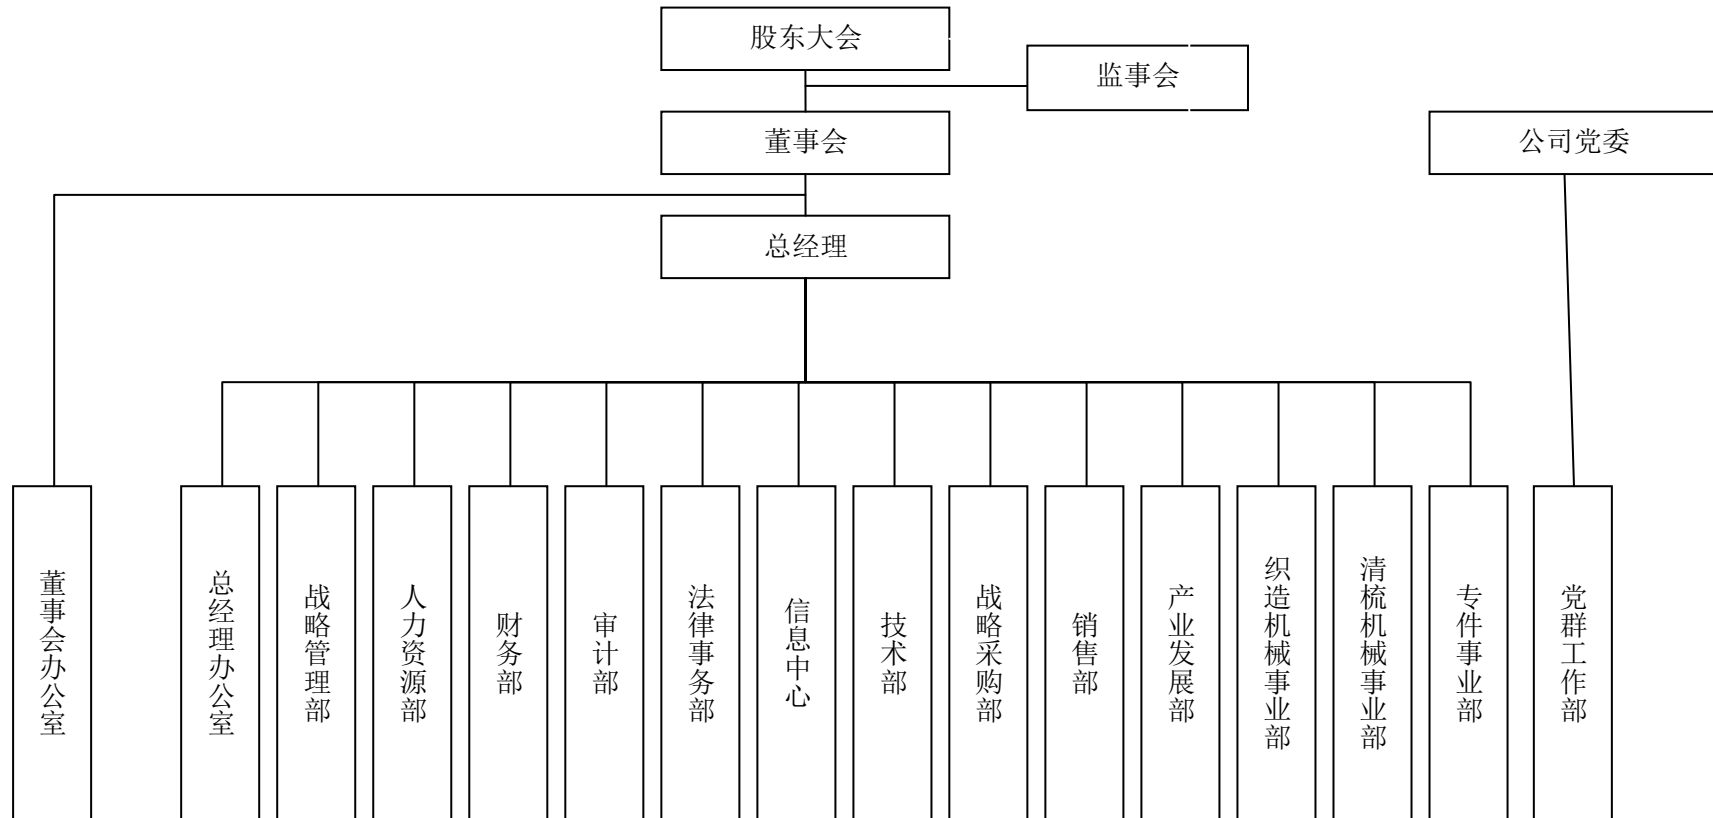 股东大会
监事会
董事会
公司党委
总经理
董事会办公室
总经理办公室
战略管理部
人力资源部
财务部
审计部
法律事务部
信息中心
技术部
战略采购部
销售部
产业发展部
织造机械事业部
清梳机械事业部
专件事业部
党群工作部